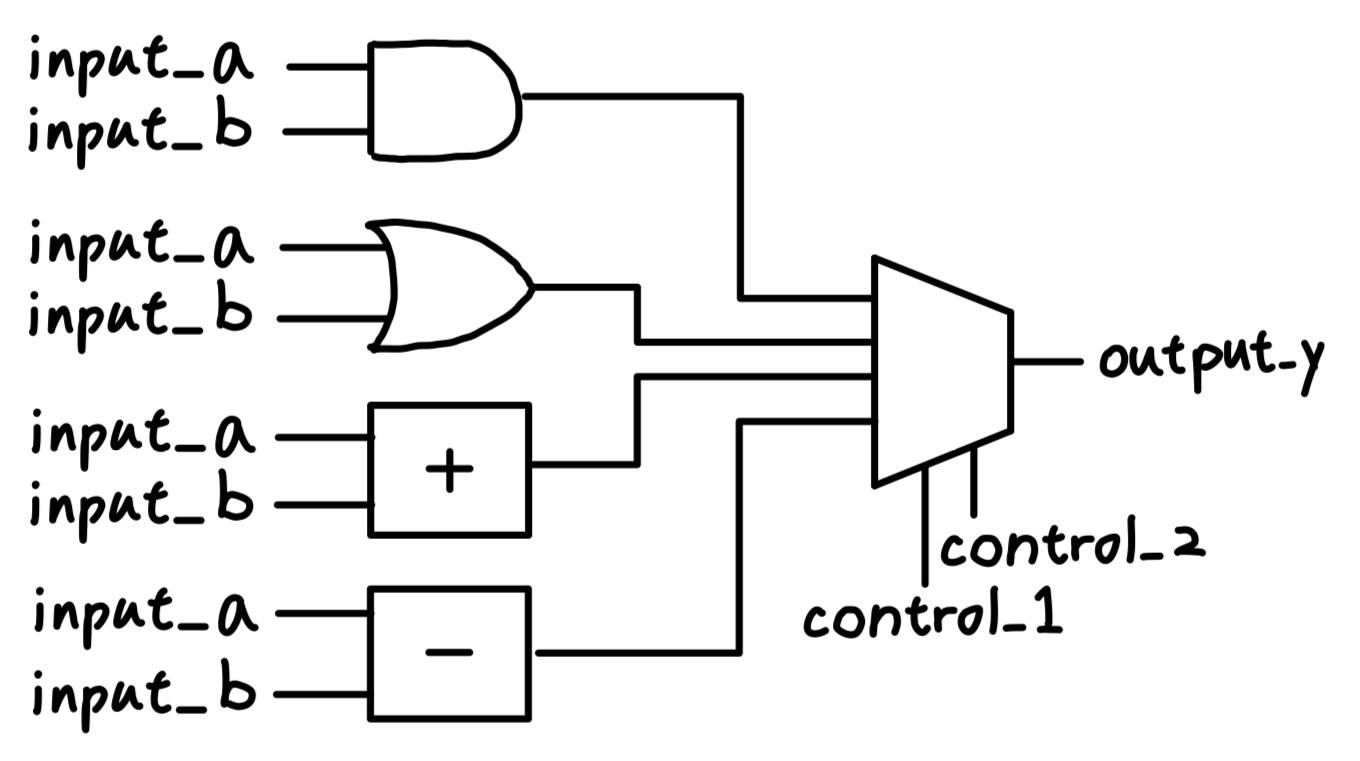 input_a
input_b
input_a
input_b
output_y
input_a
+
input_b
control_2
input_a
control_1
−
input_b